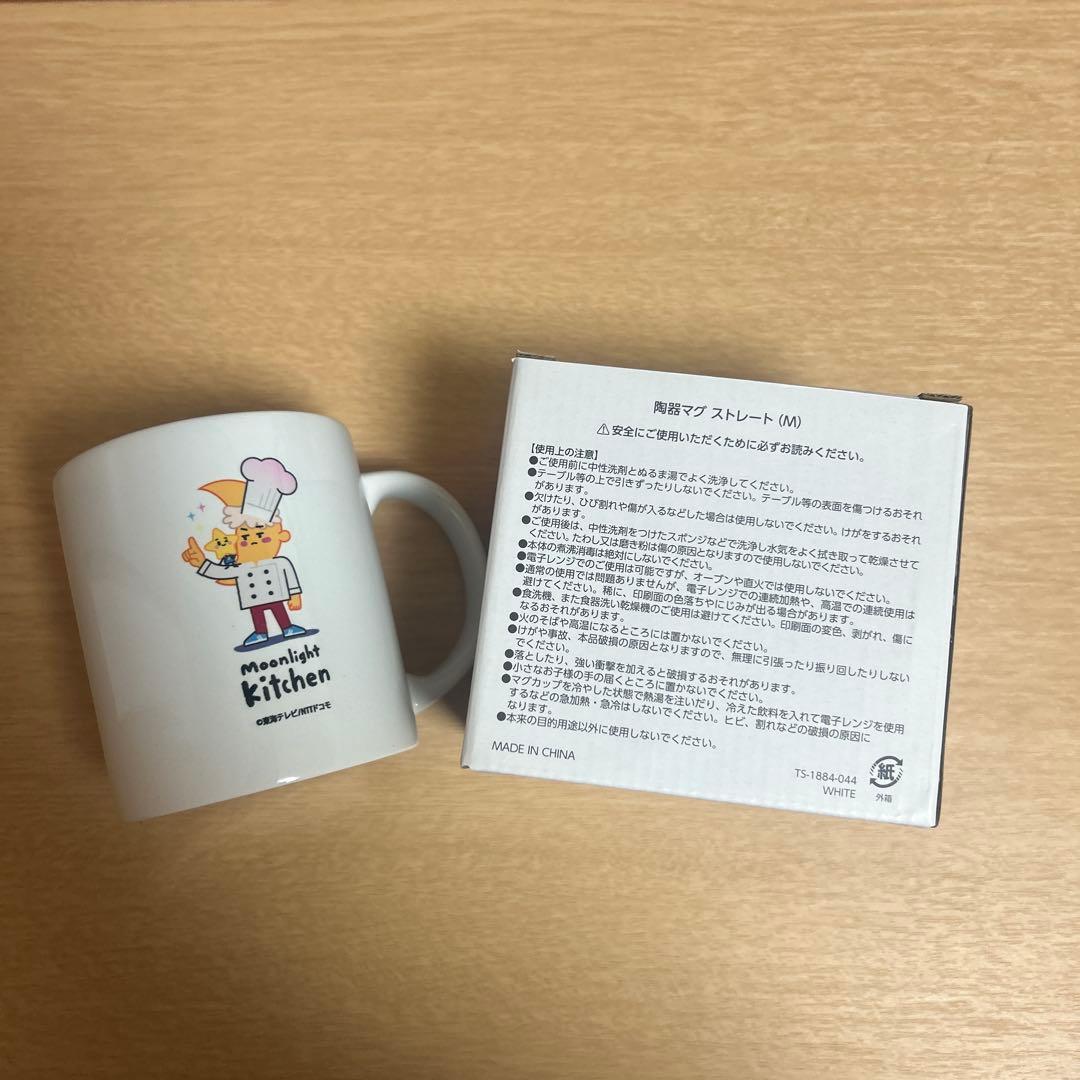 Moonlight
kitchen
©東海テレビ/NTTドコモ
陶器マグ ストレート（M）
⚠安全にご使用いただくために必ずお読みください。
【使用上の注意】
●ご使用前に中性洗剤とぬるま湯でよく洗浄してください。
●テーブル等の上で引きずったりしないでください。テーブル等の表面を傷つけるおそれ
があります。
●欠けたり、ひび割れや傷が入るなどした場合は使用しないでください。けがをするおそれ
があります。
●ご使用後は、中性洗剤をつけたスポンジなどで洗浄し水気をよく拭き取って乾燥させて
ください。たわし又は磨き粉は傷の原因となりますので使用しないでください。
●本体の煮沸消毒は絶対にしないでください。
●電子レンジでのご使用は可能ですが、オーブンや直火では使用しないでください。
●通常の使用では問題ありませんが、電子レンジでの連続加熱や、高温での連続使用は
避けてください。稀に、印刷面の色落ちやにじみが出る場合があります。
●食洗機、また食器洗い乾燥機のご使用は避けてください。印刷面の変色、剥がれ、傷に
なるおそれがあります。
●火のそばや高温になるところには置かないでください。
●けがや事故、本品破損の原因となりますので、無理に引張ったり振り回したりしない
でください。
●落としたり、強い衝撃を加えると破損するおそれがあります。
●小さなお子様の手の届くところに置かないでください。
●マグカップを冷やした状態で熱湯を注いだり、冷えた飲料を入れて電子レンジを使用
するなどの急加熱・急冷はしないでください。ヒビ、割れなどの破損の原因に
なります。
●本来の目的用途以外に使用しないでください。
MADE IN CHINA
TS-1884-044
WHITE
紙
外箱